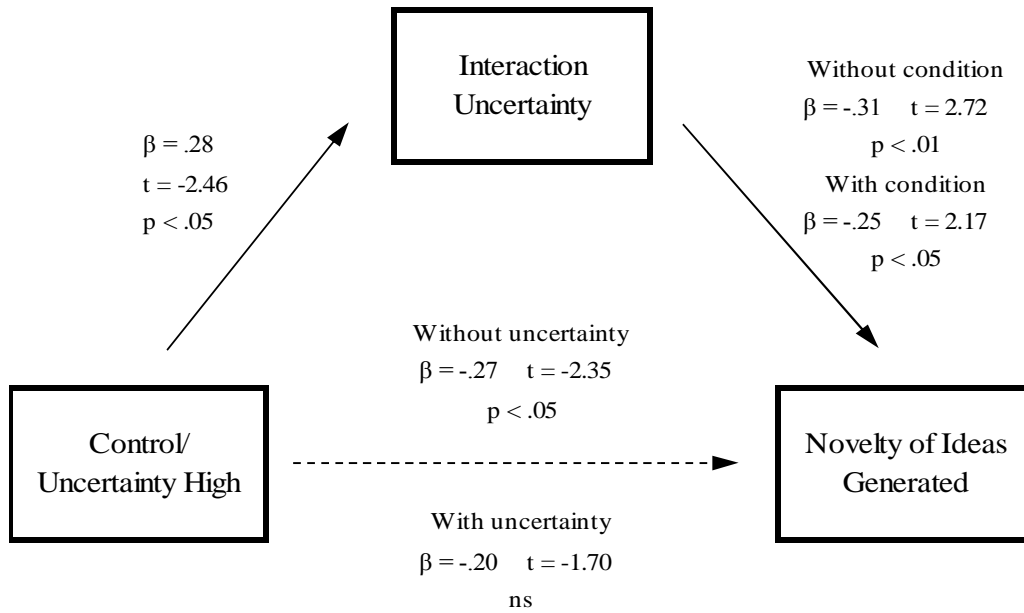 Interaction
Uncertainty
Without condition
β = -.31 t = 2.72
p < .01
With condition
β = -.25 t = 2.17
p < .05
β = .28
t = -2.46
p < .05
Without uncertainty
β = -.27 t = -2.35
p < .05
Control/
Uncertainty High
Novelty of Ideas
Generated
With uncertainty
β = -.20 t = -1.70
ns